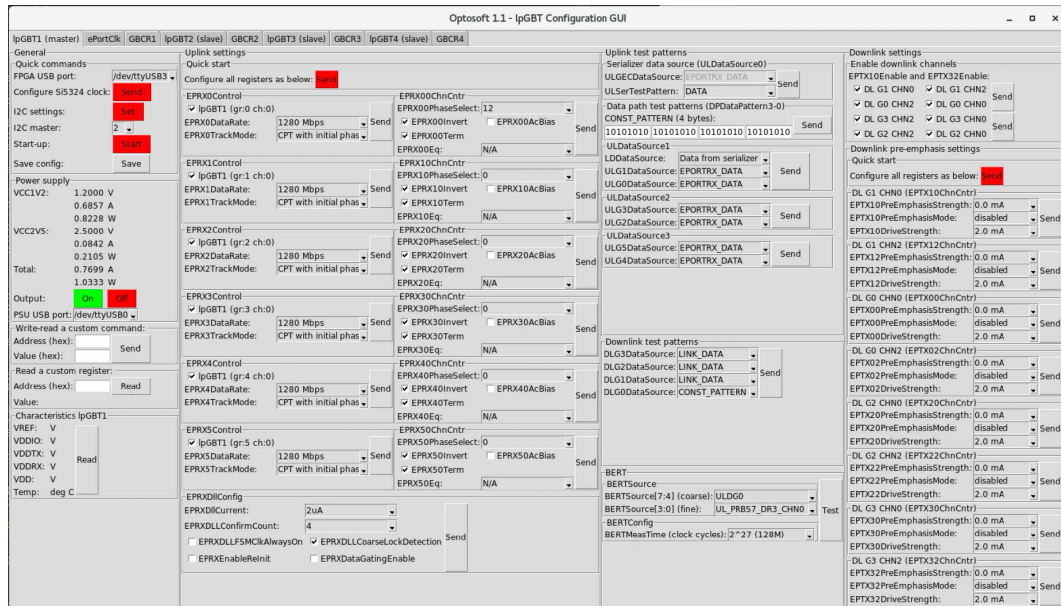 Optosoft 1.1 - lpGBT Configuration GUI
lpGBT1 (master) ePortClk GBCR1 lpGBT2 (slave) GBCR2 lpGBT3 (slave) GBCR3 lpGBT4 (slave) GBCR4
General
Quick commands
FPGA USB port: /dev/ttyUSB3
Configure Si5324 clock: Send
I2C settings: Set
I2C master: 2
Start-up: Start
Save config: Save
Power supply
VCC1V2: 1.2000 V
0.6857 A
0.8228 W
VCC2V5: 2.5000 V
0.0842 A
0.2105 W
Total: 0.7699 A
1.0333 W
Output: On Off
PSU USB port: /dev/ttyUSB0
Write-read a custom command:
Address (hex):
Value (hex):
Send
Read a custom register:
Address (hex): Read
Value:
Characteristics lpGBT1
VREF: V
VDDIO: V
VDDTX: V
VDDRX: V
VDD: V
Temp: deg C
Read
Uplink settings
Quick start
Configure all registers as below: Send
EPRX0Control
lpGBT1 (gr:0 ch:0)
EPRX0DataRate: 1280 Mbps
EPRX0TrackMode: CPT with initial phas
Send
EPRX00ChnCntr
EPRX00PhaseSelect: 12
EPRX00Invert EPRX00AcBias
EPRX00Term
EPRX00Eq: N/A
Send
EPRX1Control
lpGBT1 (gr:1 ch:0)
EPRX1DataRate: 1280 Mbps
EPRX1TrackMode: CPT with initial phas
Send
EPRX10ChnCntr
EPRX10PhaseSelect: 0
EPRX10Invert EPRX10AcBias
EPRX10Term
EPRX10Eq: N/A
Send
EPRX2Control
lpGBT1 (gr:2 ch:0)
EPRX2DataRate: 1280 Mbps
EPRX2TrackMode: CPT with initial phas
Send
EPRX20ChnCntr
EPRX20PhaseSelect: 0
EPRX20Invert EPRX20AcBias
EPRX20Term
EPRX20Eq: N/A
Send
EPRX3Control
lpGBT1 (gr:3 ch:0)
EPRX3DataRate: 1280 Mbps
EPRX3TrackMode: CPT with initial phas
Send
EPRX30ChnCntr
EPRX30PhaseSelect: 0
EPRX30Invert EPRX30AcBias
EPRX30Term
EPRX30Eq: N/A
Send
EPRX4Control
lpGBT1 (gr:4 ch:0)
EPRX4DataRate: 1280 Mbps
EPRX4TrackMode: CPT with initial phas
Send
EPRX40ChnCntr
EPRX40PhaseSelect: 0
EPRX40Invert EPRX40AcBias
EPRX40Term
EPRX40Eq: N/A
Send
EPRX5Control
lpGBT1 (gr:5 ch:0)
EPRX5DataRate: 1280 Mbps
EPRX5TrackMode: CPT with initial phas
Send
EPRX50ChnCntr
EPRX50PhaseSelect: 0
EPRX50Invert EPRX50AcBias
EPRX50Term
EPRX50Eq: N/A
Send
EPRXDllConfig
EPRXDllCurrent: 2uA
EPRXDLLConfirmCount: 4
EPRXDLLFSMClkAlwaysOn EPRXDLLCoarseLockDetection
EPRXEnableReInit EPRXDataGatingEnable
Send
Uplink test patterns
Serializer data source (ULDataSource0)
ULGECDataSource: EPORTRX_DATA
ULSerTestPattern: DATA
Send
Data path test patterns (DPDataPattern3-0)
CONST_PATTERN (4 bytes):
10101010 10101010 10101010 10101010
Send
ULDataSource1
LDDataSource: Data from serializer
ULG1DataSource: EPORTRX_DATA
ULG0DataSource: EPORTRX_DATA
Send
ULDataSource2
ULG3DataSource: EPORTRX_DATA
ULG2DataSource: EPORTRX_DATA
Send
ULDataSource3
ULG5DataSource: EPORTRX_DATA
ULG4DataSource: EPORTRX_DATA
Send
Downlink test patterns
DLG3DataSource: LINK_DATA
DLG2DataSource: LINK_DATA
DLG1DataSource: LINK_DATA
DLG0DataSource: CONST_PATTERN
Send
BERT
BERTSource
BERTSource[7:4] (coarse): ULDG0
BERTSource[3:0] (fine): UL_PRBS7_DR3_CHN0
BERTConfig
BERTMeasTime (clock cycles): 2^27 (128M)
Test
Downlink settings
Enable downlink channels
EPTX10Enable and EPTX32Enable:
DL G1 CHN0 DL G1 CHN2
DL G0 CHN2 DL G0 CHN0
Send
DL G3 CHN0 DL G3 CHN2
DL G2 CHN2 DL G2 CHN0
Send
Downlink pre-emphasis settings
Quick start
Configure all registers as below: Send
DL G1 CHN0 (EPTX10ChnCntr)
EPTX10PreEmphasisStrength: 0.0 mA
EPTX10PreEmphasisMode: disabled
EPTX10DriveStrength: 2.0 mA
Send
DL G1 CHN2 (EPTX12ChnCntr)
EPTX12PreEmphasisStrength: 0.0 mA
EPTX12PreEmphasisMode: disabled
EPTX12DriveStrength: 2.0 mA
Send
DL G0 CHN0 (EPTX00ChnCntr)
EPTX00PreEmphasisStrength: 0.0 mA
EPTX00PreEmphasisMode: disabled
EPTX00DriveStrength: 2.0 mA
Send
DL G0 CHN2 (EPTX02ChnCntr)
EPTX02PreEmphasisStrength: 0.0 mA
EPTX02PreEmphasisMode: disabled
EPTX02DriveStrength: 2.0 mA
Send
DL G2 CHN0 (EPTX20ChnCntr)
EPTX20PreEmphasisStrength: 0.0 mA
EPTX20PreEmphasisMode: disabled
EPTX20DriveStrength: 2.0 mA
Send
DL G2 CHN2 (EPTX22ChnCntr)
EPTX22PreEmphasisStrength: 0.0 mA
EPTX22PreEmphasisMode: disabled
EPTX22DriveStrength: 2.0 mA
Send
DL G3 CHN0 (EPTX30ChnCntr)
EPTX30PreEmphasisStrength: 0.0 mA
EPTX30PreEmphasisMode: disabled
EPTX30DriveStrength: 2.0 mA
Send
DL G3 CHN2 (EPTX32ChnCntr)
EPTX32PreEmphasisStrength: 0.0 mA
EPTX32PreEmphasisMode: disabled
EPTX32DriveStrength: 2.0 mA
Send